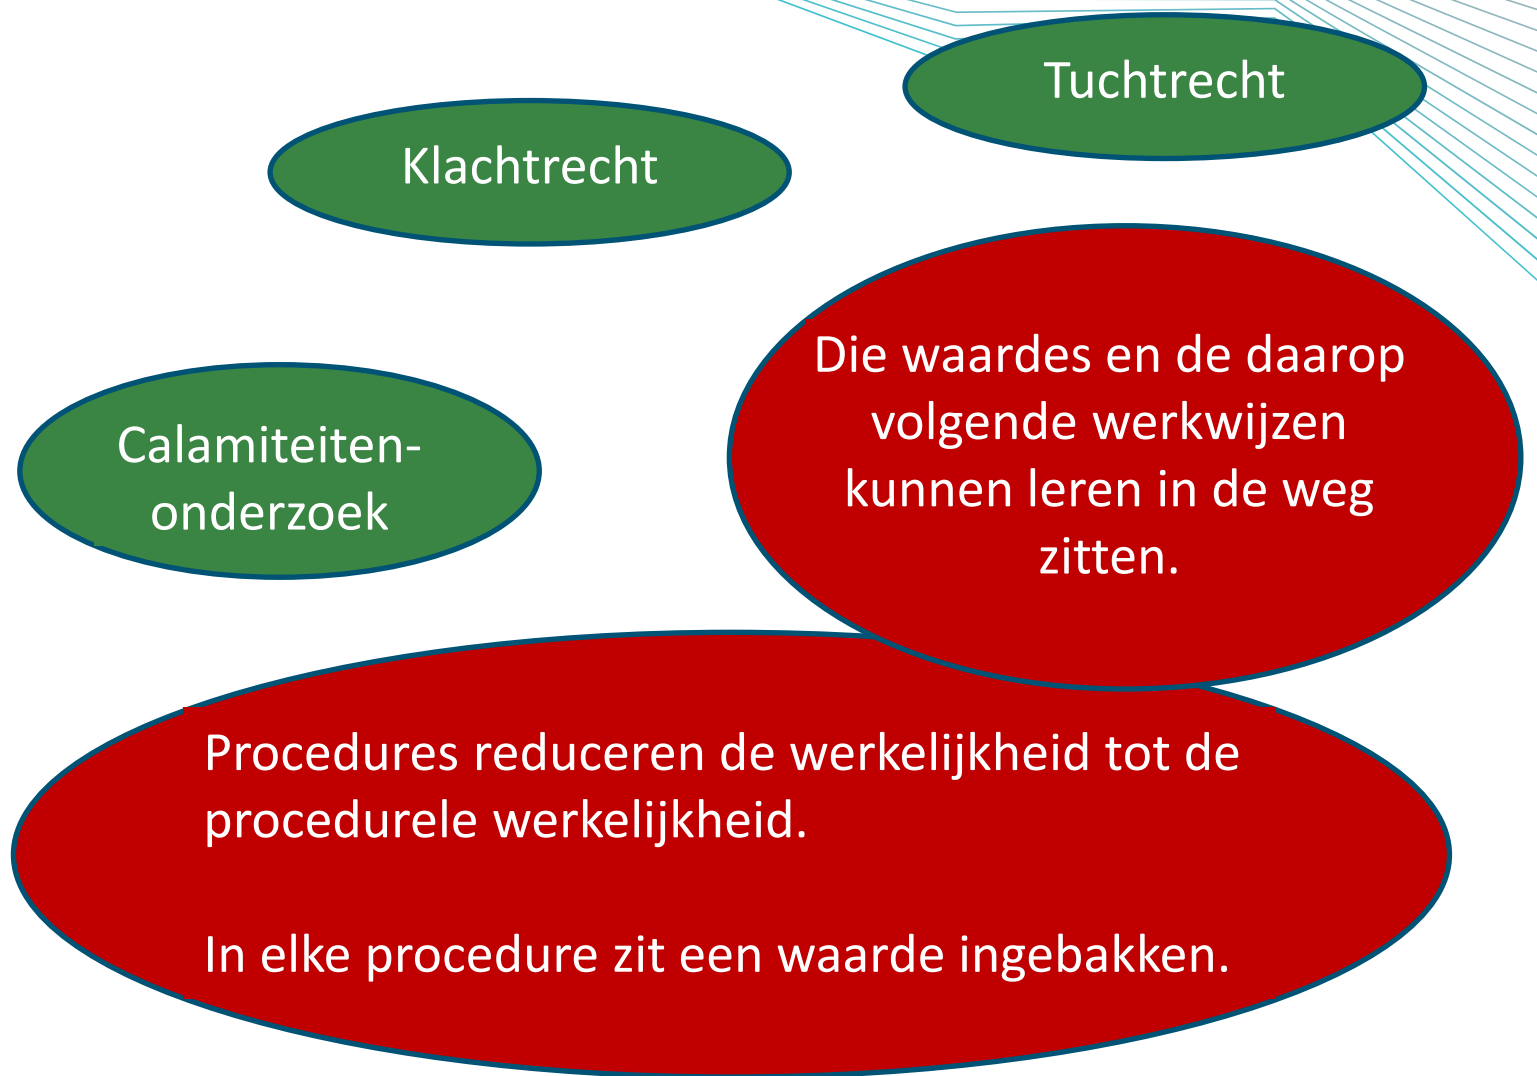 Tuchtrecht
Klachtrecht
Die waardes en de daarop
volgende werkwijzen
kunnen leren in de weg
zitten.
Calamiteiten-
onderzoek
Procedures reduceren de werkelijkheid tot de
procedurele werkelijkheid.
In elke procedure zit een waarde ingebakken.